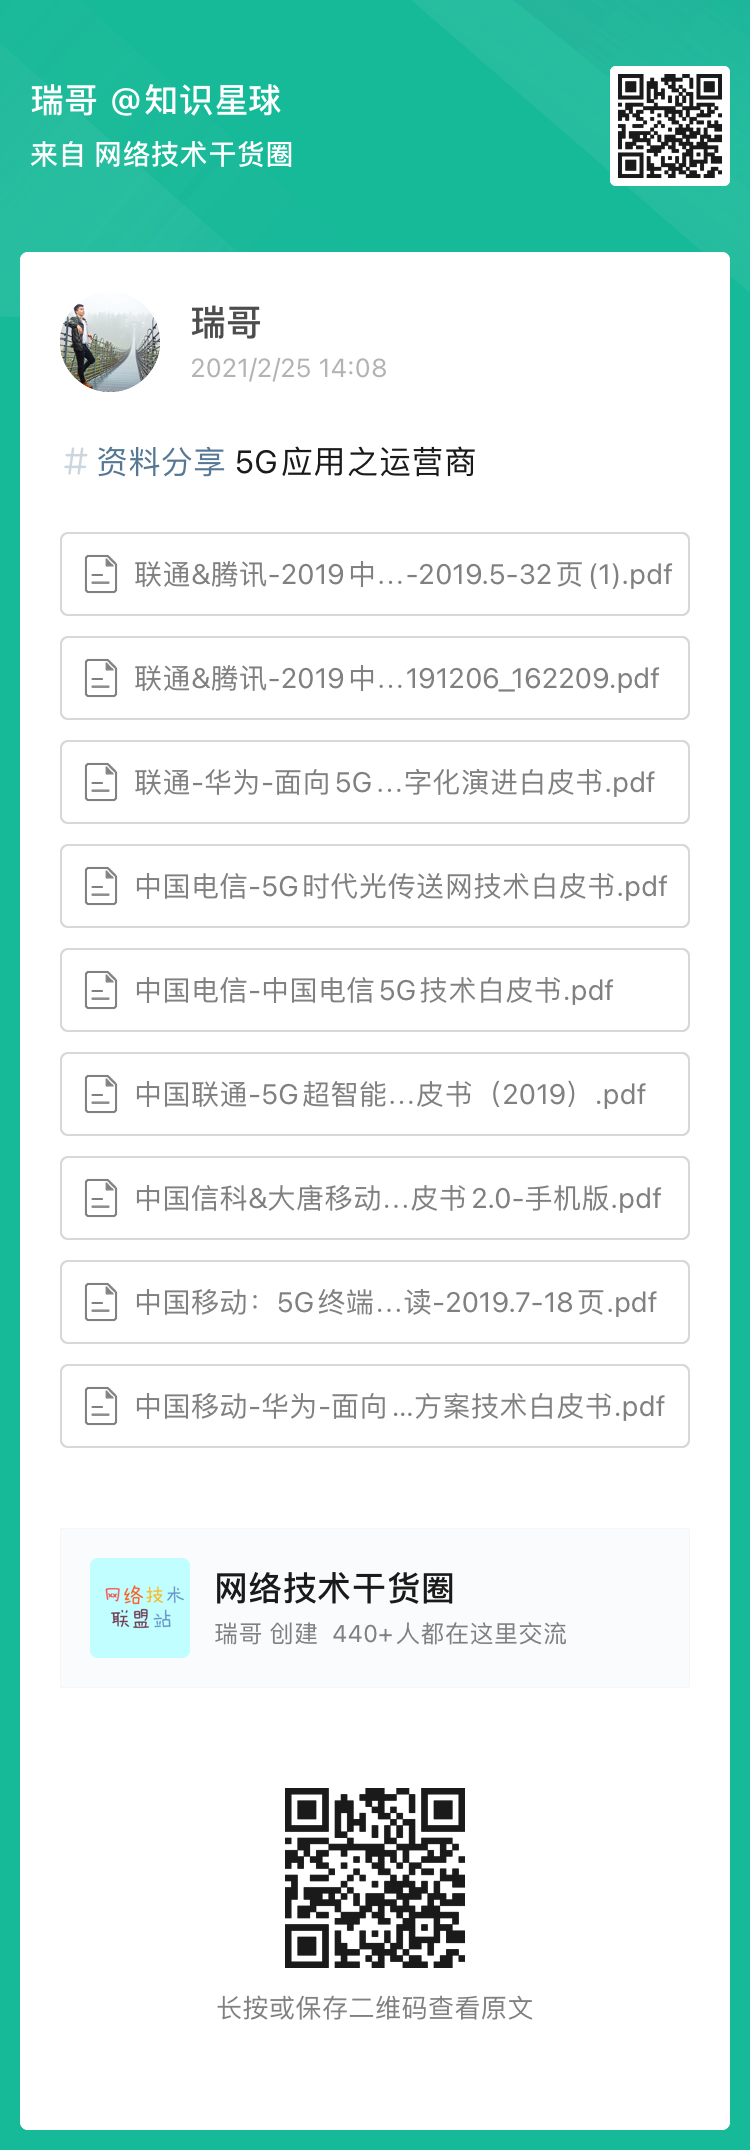 瑞哥 @知识星球
来自 网络技术干货圈
瑞哥
2021/2/25 14:08
#资料分享 5G应用之运营商
联通&腾讯-2019中...-2019.5-32页(1).pdf
联通&腾讯-2019中...191206_162209.pdf
联通-华为-面向5G...字化演进白皮书.pdf
中国电信-5G时代光传送网技术白皮书.pdf
中国电信-中国电信5G技术白皮书.pdf
中国联通-5G超智能...皮书（2019）.pdf
中国信科&大唐移动...皮书2.0-手机版.pdf
中国移动：5G终端...读-2019.7-18页.pdf
中国移动-华为-面向...方案技术白皮书.pdf
网络技术
联盟站
网络技术干货圈
瑞哥 创建 440+人都在这里交流
长按或保存二维码查看原文